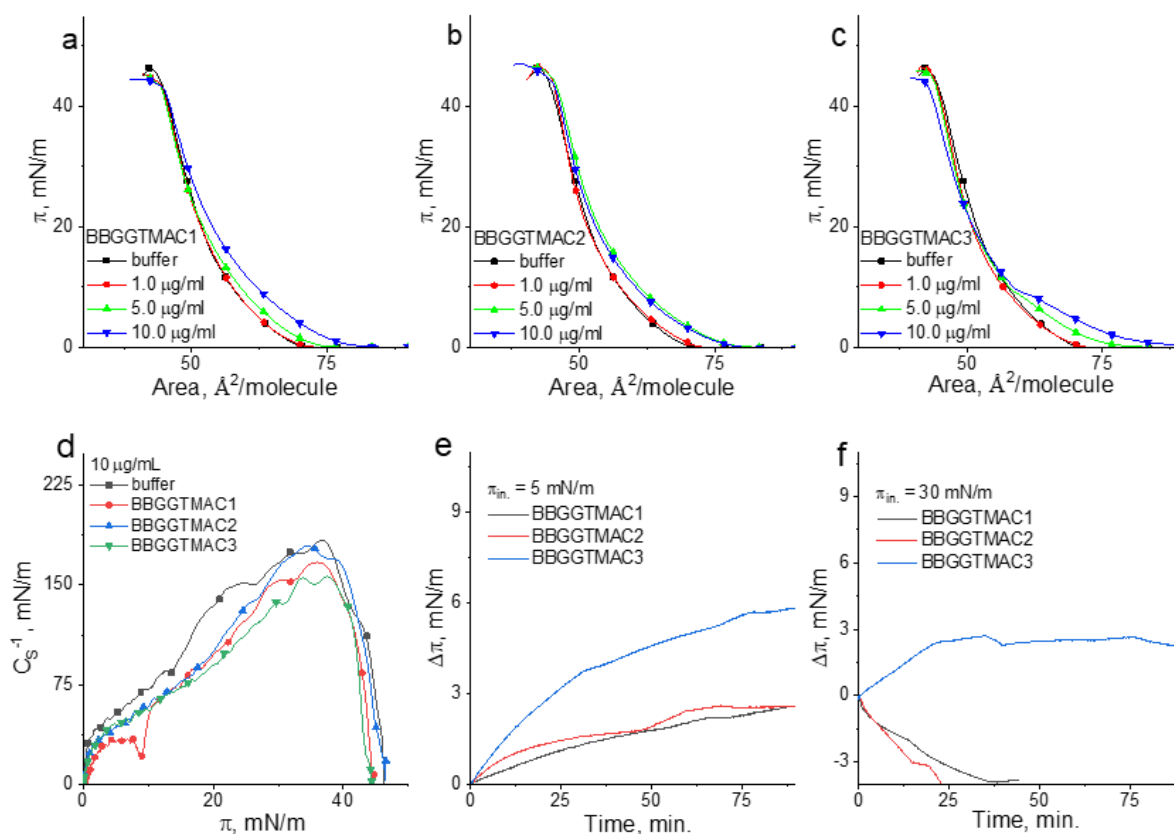 a
π, mN/m
40
20
0
BBGGTMAC1
buffer
1.0 μg/ml
5.0 μg/ml
10.0 μg/ml
50
75
Area, Å²/molecule
b
π, mN/m
40
20
0
BBGGTMAC2
buffer
1.0 μg/ml
5.0 μg/ml
10.0 μg/ml
50
75
Area, Å²/molecule
c
π, mN/m
40
20
0
BBGGTMAC3
buffer
1.0 μg/ml
5.0 μg/ml
10.0 μg/ml
50
75
Area, Å²/molecule
d
10 μg/mL
buffer
BBGGTMAC1
BBGGTMAC2
BBGGTMAC3
Cs⁻¹, mN/m
225
150
75
0
0
20
40
π, mN/m
e
πin. = 5 mN/m
BBGGTMAC1
BBGGTMAC2
BBGGTMAC3
Δπ, mN/m
9
6
3
0
0
25
50
75
Time, min.
f
πin. = 30 mN/m
BBGGTMAC1
BBGGTMAC2
BBGGTMAC3
Δπ, mN/m
9
6
3
0
-3
0
25
50
75
Time, min.